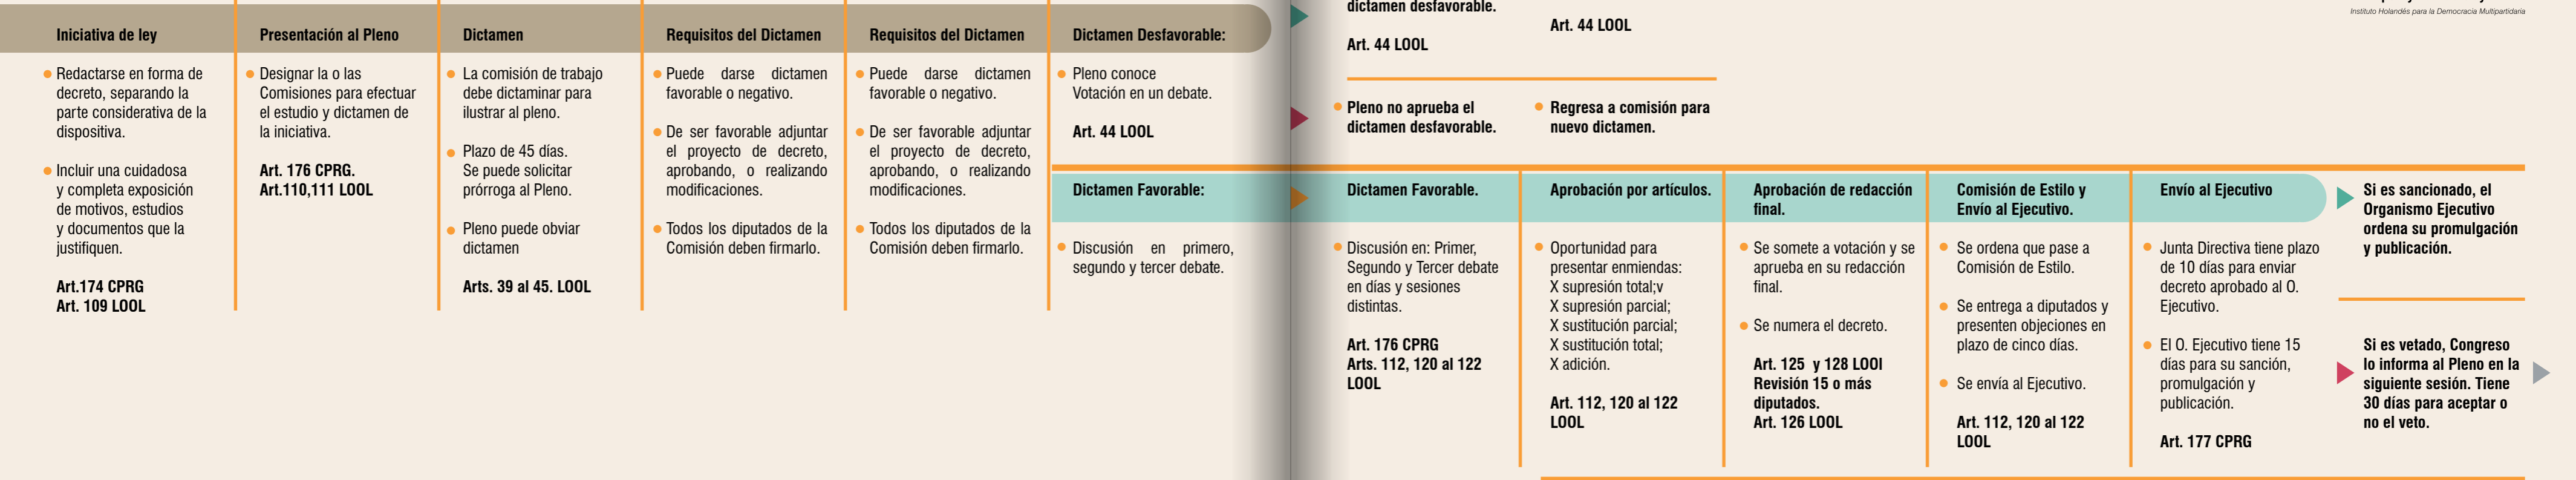 Iniciativa de ley
Redactarse en forma de
decreto, separando la
parte considerativa de la
dispositiva.
Incluir una cuidadosa
y completa exposición
de motivos, estudios
y documentos que la
justifiquen.
Art.174 CPRG
Art. 109 LOOL
Presentación al Pleno
Designar la o las
Comisiones para efectuar
el estudio y dictamen de
la iniciativa.
Art. 176 CPRG.
Art.110,111 LOOL
Dictamen
La comisión de trabajo
debe dictaminar para
ilustrar al pleno.
Plazo de 45 días.
Se puede solicitar
prórroga al Pleno.
Pleno puede obviar
dictamen
Arts. 39 al 45. LOOL
Requisitos del Dictamen
Puede darse dictamen
favorable o negativo.
De ser favorable adjuntar
el proyecto de decreto,
aprobando, o realizando
modificaciones.
Todos los diputados de la
Comisión deben firmarlo.
Requisitos del Dictamen
Puede darse dictamen
favorable o negativo.
De ser favorable adjuntar
el proyecto de decreto,
aprobando, o realizando
modificaciones.
Todos los diputados de la
Comisión deben firmarlo.
Dictamen Desfavorable:
Pleno conoce
Votación en un debate.
Art. 44 LOOL
Dictamen Favorable:
Discusión en primero,
segundo y tercer debate.
dictamen desfavorable.
Art. 44 LOOL
Art. 44 LOOL
Instituto Holandés para la Democracia Multipartidaria
Pleno no aprueba el
dictamen desfavorable.
Regresa a comisión para
nuevo dictamen.
Dictamen Favorable.
Discusión en: Primer,
Segundo y Tercer debate
en días y sesiones
distintas.
Art. 176 CPRG
Arts. 112, 120 al 122
LOOL
Aprobación por artículos.
Oportunidad para
presentar enmiendas:
X supresión total;v
X supresión parcial;
X sustitución parcial;
X sustitución total;
X adición.
Art. 112, 120 al 122
LOOL
Aprobación de redacción
final.
Se somete a votación y se
aprueba en su redacción
final.
Se numera el decreto.
Art. 125 y 128 LOOl
Revisión 15 o más
diputados.
Art. 126 LOOL
Comisión de Estilo y
Envío al Ejecutivo.
Se ordena que pase a
Comisión de Estilo.
Se entrega a diputados y
presenten objeciones en
plazo de cinco días.
Se envía al Ejecutivo.
Art. 112, 120 al 122
LOOL
Envío al Ejecutivo
Junta Directiva tiene plazo
de 10 días para enviar
decreto aprobado al O.
Ejecutivo.
El O. Ejecutivo tiene 15
días para su sanción,
promulgación y
publicación.
Art. 177 CPRG
Si es sancionado, el
Organismo Ejecutivo
ordena su promulgación
y publicación.
Si es vetado, Congreso
lo informa al Pleno en la
siguiente sesión. Tiene
30 días para aceptar o
no el veto.